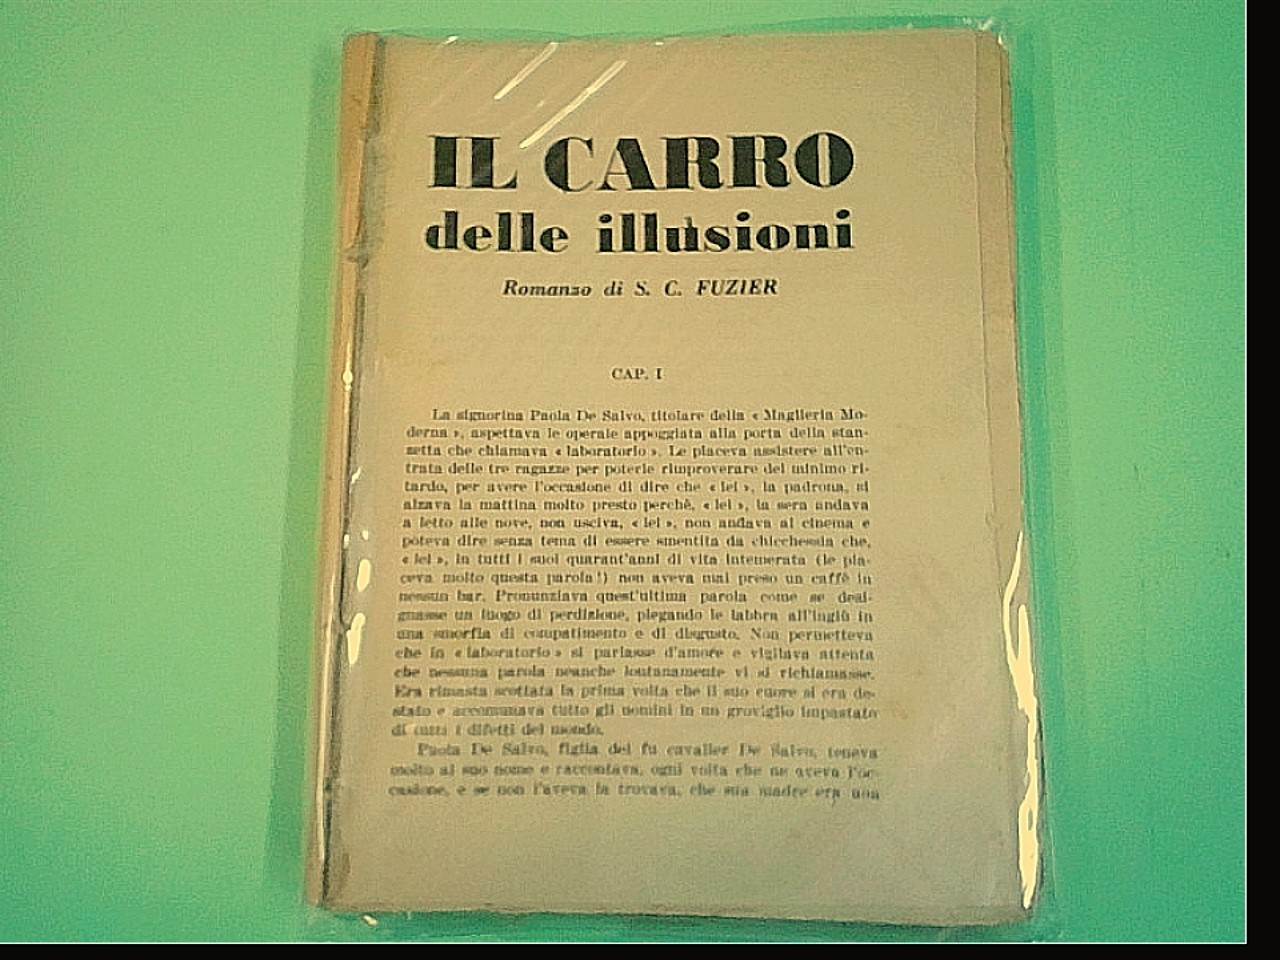 IL CARRO
delle illusioni
Romanzo di S. C. FUZIER
CAP. I
La signorina Paola De Salvo, titolare della « Maglieria Mo-
derna », aspettava le operaie appoggiata alla porta della stan-
zetta che chiamava « laboratorio ». Le piaceva assistere all'en-
trata delle tre ragazze per poterle rimproverare del minimo ri-
tardo, per avere l'occasione di dire che « lei », la padrona, si
alzava la mattina molto presto perchè, « lei », la sera andava
a letto alle nove, non usciva, « lei », non andava al cinema e
poteva dire senza tema di essere smentita da chicchessia che,
« lei », in tutti i suoi quarant'anni di vita intemerata (le pia-
ceva molto questa parola!) non aveva mai preso un caffè in
nessun bar. Pronunziava quest'ultima parola come se desi-
gnasse un luogo di perdizione, piegando le labbra all'ingiù in
una smorfia di compatimento e di disgusto. Non permetteva
che in « laboratorio » si parlasse d'amore e vigilava attenta
che nessuna parola neanche lontanamente vi si richiamasse.
Era rimasta scottata la prima volta che il suo cuore si era de-
stato e accomunava tutto gli uomini in un groviglio impastato
di tutti i difetti del mondo.
Paola De Salvo, figlia del fu cavalier De Salvo, teneva
molto al suo nome e raccontava, ogni volta che ne aveva l'oc-
casione, e se non l'aveva la trovava, che sua madre era una